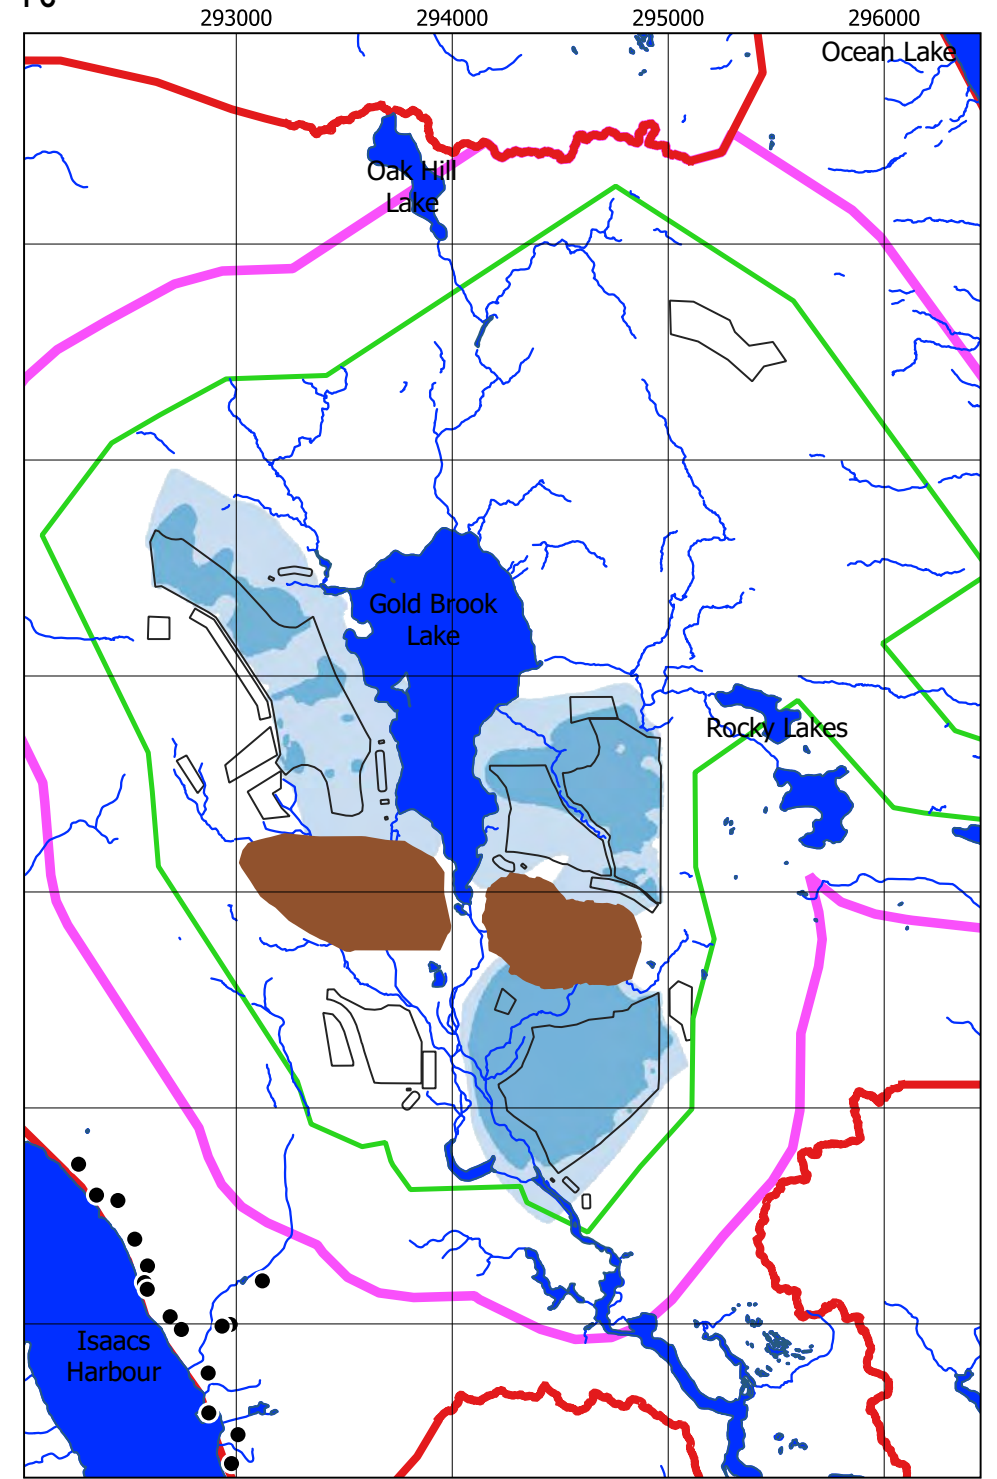 293000 294000 295000 296000
Ocean Lake
Oak Hill
Lake
Gold Brook
Lake
Rocky Lakes
Isaacs
Harbour